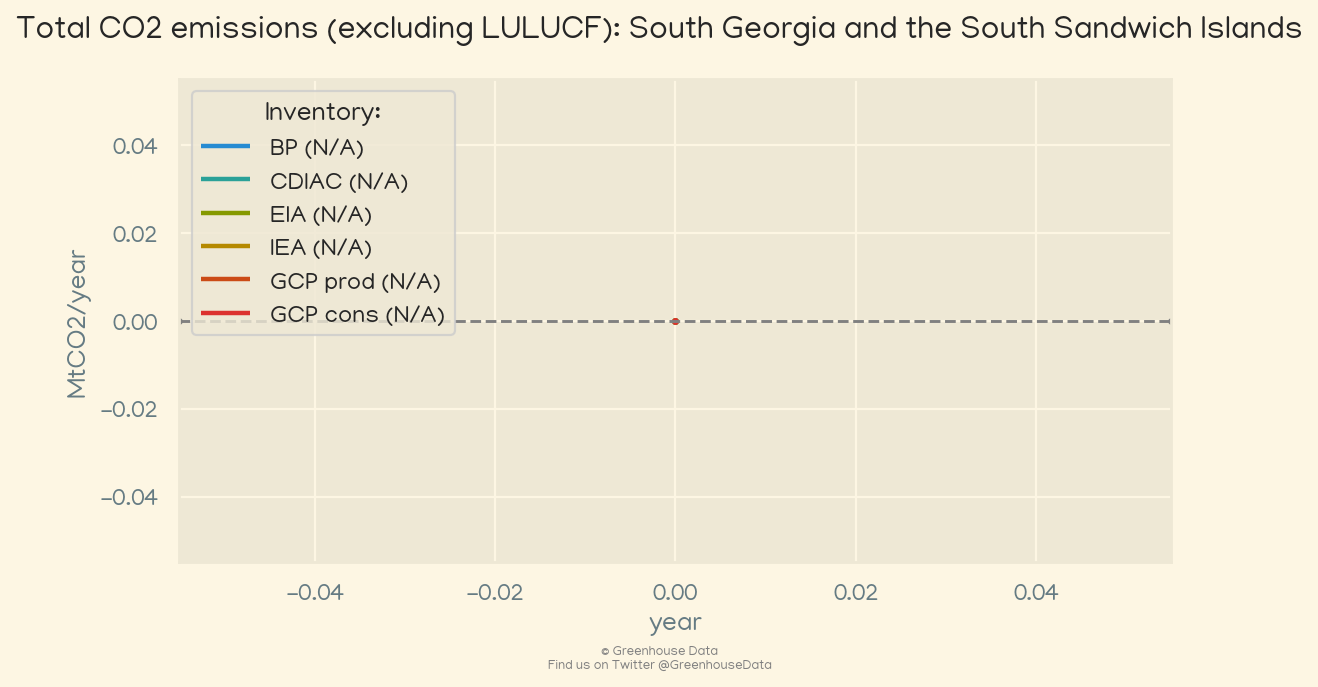 Total CO2 emissions (excluding LULUCF): South Georgia and the South Sandwich Islands
Inventory:
BP (N/A)
CDIAC (N/A)
EIA (N/A)
IEA (N/A)
GCP prod (N/A)
GCP cons (N/A)
MtCO2/year
0.04
0.02
0.00
−0.02
−0.04
−0.04
−0.02
0.00
0.02
0.04
year
© Greenhouse Data
Find us on Twitter @GreenhouseData